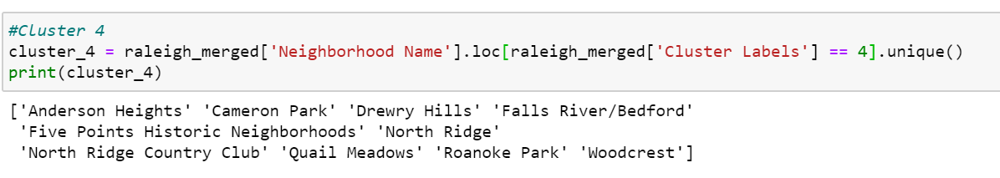 #Cluster 4
cluster_4 = raleigh_merged['Neighborhood Name'].loc[raleigh_merged['Cluster Labels'] == 4].unique()
print(cluster_4)
['Anderson Heights' 'Cameron Park' 'Drewry Hills' 'Falls River/Bedford'
 'Five Points Historic Neighborhoods' 'North Ridge'
 'North Ridge Country Club' 'Quail Meadows' 'Roanoke Park' 'Woodcrest']